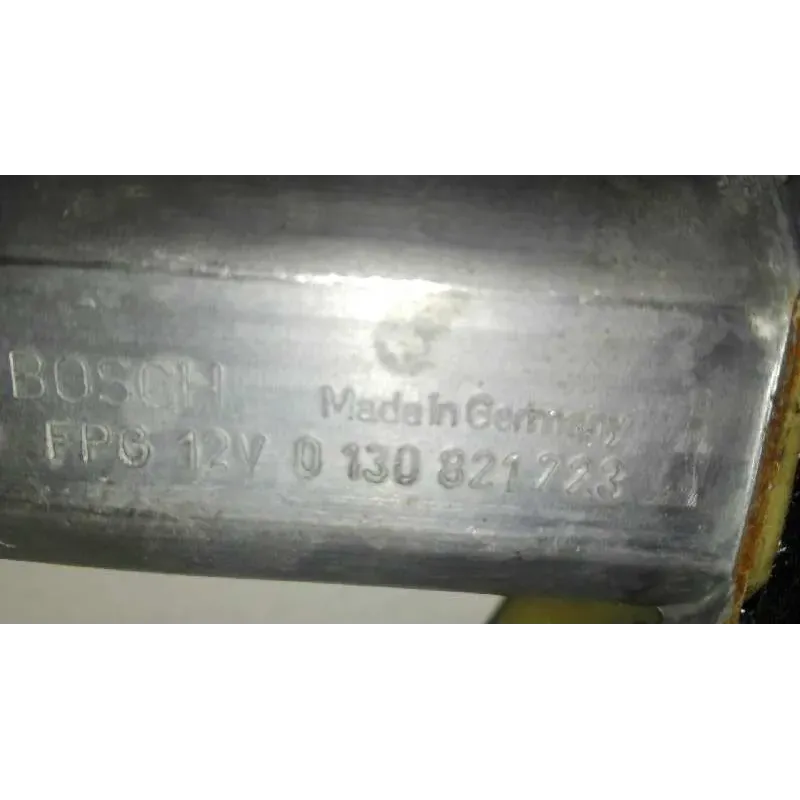 BOSCH
Made in Germany
FPG 12V 0 130 821 723